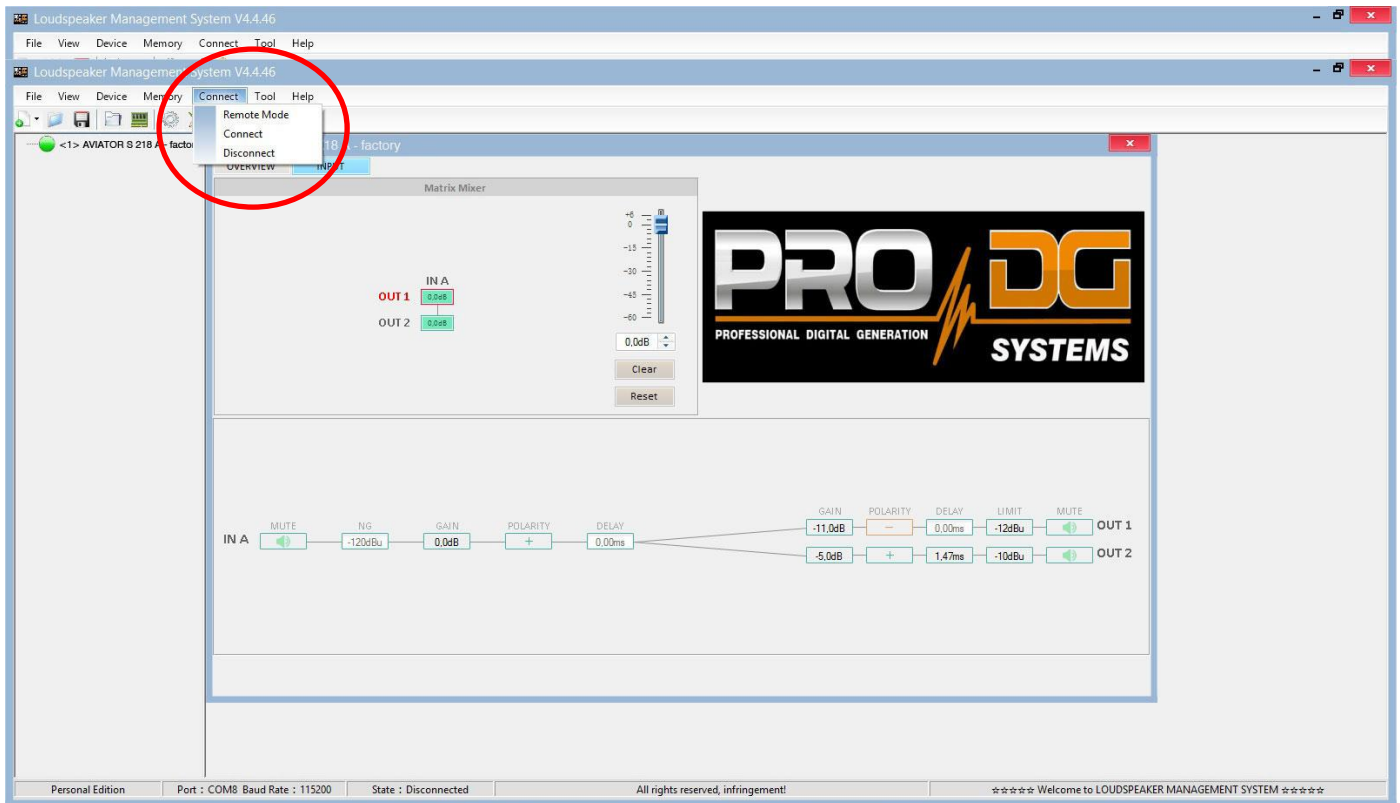 Loudspeaker Management System V4.4.46
File View Device Memory Connect Tool Help
Loudspeaker Management System V4.4.46
File View Device Memory Connect Tool Help
Remote Mode
Connect
Disconnect
<1> AVIATOR S 218 A - factory
18 A - factory
OVERVIEW INPUT
Matrix Mixer
+6
0
-15
-30
-45
-60
IN A
OUT 1 0,0dB
OUT 2 0,0dB
0,0dB
Clear
Reset
PRO DG
PROFESSIONAL DIGITAL GENERATION
SYSTEMS
GAIN POLARITY DELAY LIMIT MUTE
-11,0dB - 0,00ms -12dBu OUT 1
MUTE NG GAIN POLARITY DELAY
IN A -120dBu 0,0dB + 0,00ms
-5,0dB + 1,47ms -10dBu OUT 2
Personal Edition Port : COM8 Baud Rate : 115200 State : Disconnected All rights reserved, infringement! ☆☆☆☆☆ Welcome to LOUDSPEAKER MANAGEMENT SYSTEM ☆☆☆☆☆